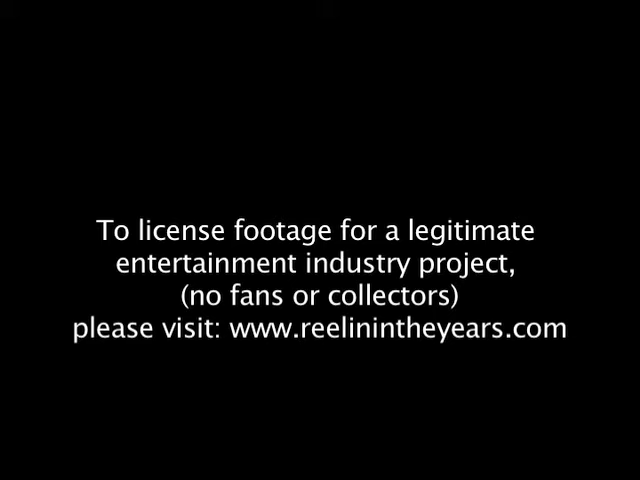 To license footage for a legitimate
entertainment industry project,
(no fans or collectors)
please visit: www.reelinintheyears.com